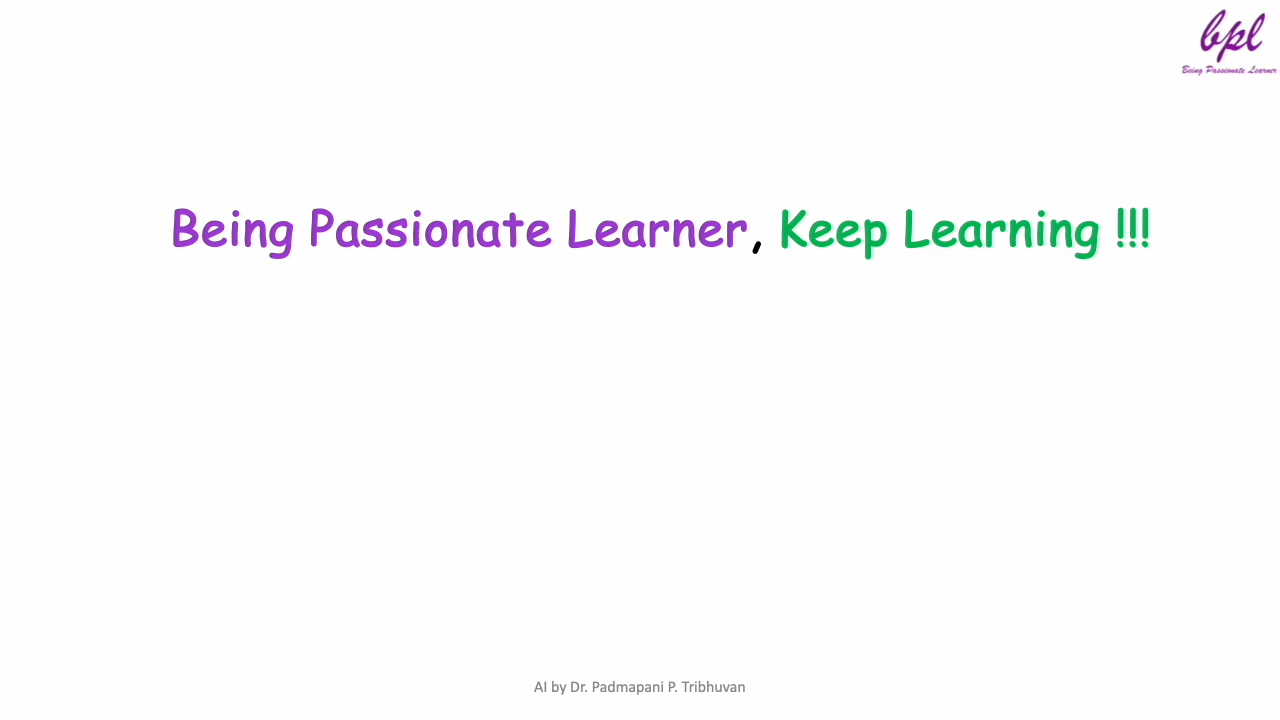 bpl
Being Passionate Learner
Being Passionate Learner, Keep Learning !!!
AI by Dr. Padmapani P. Tribhuvan